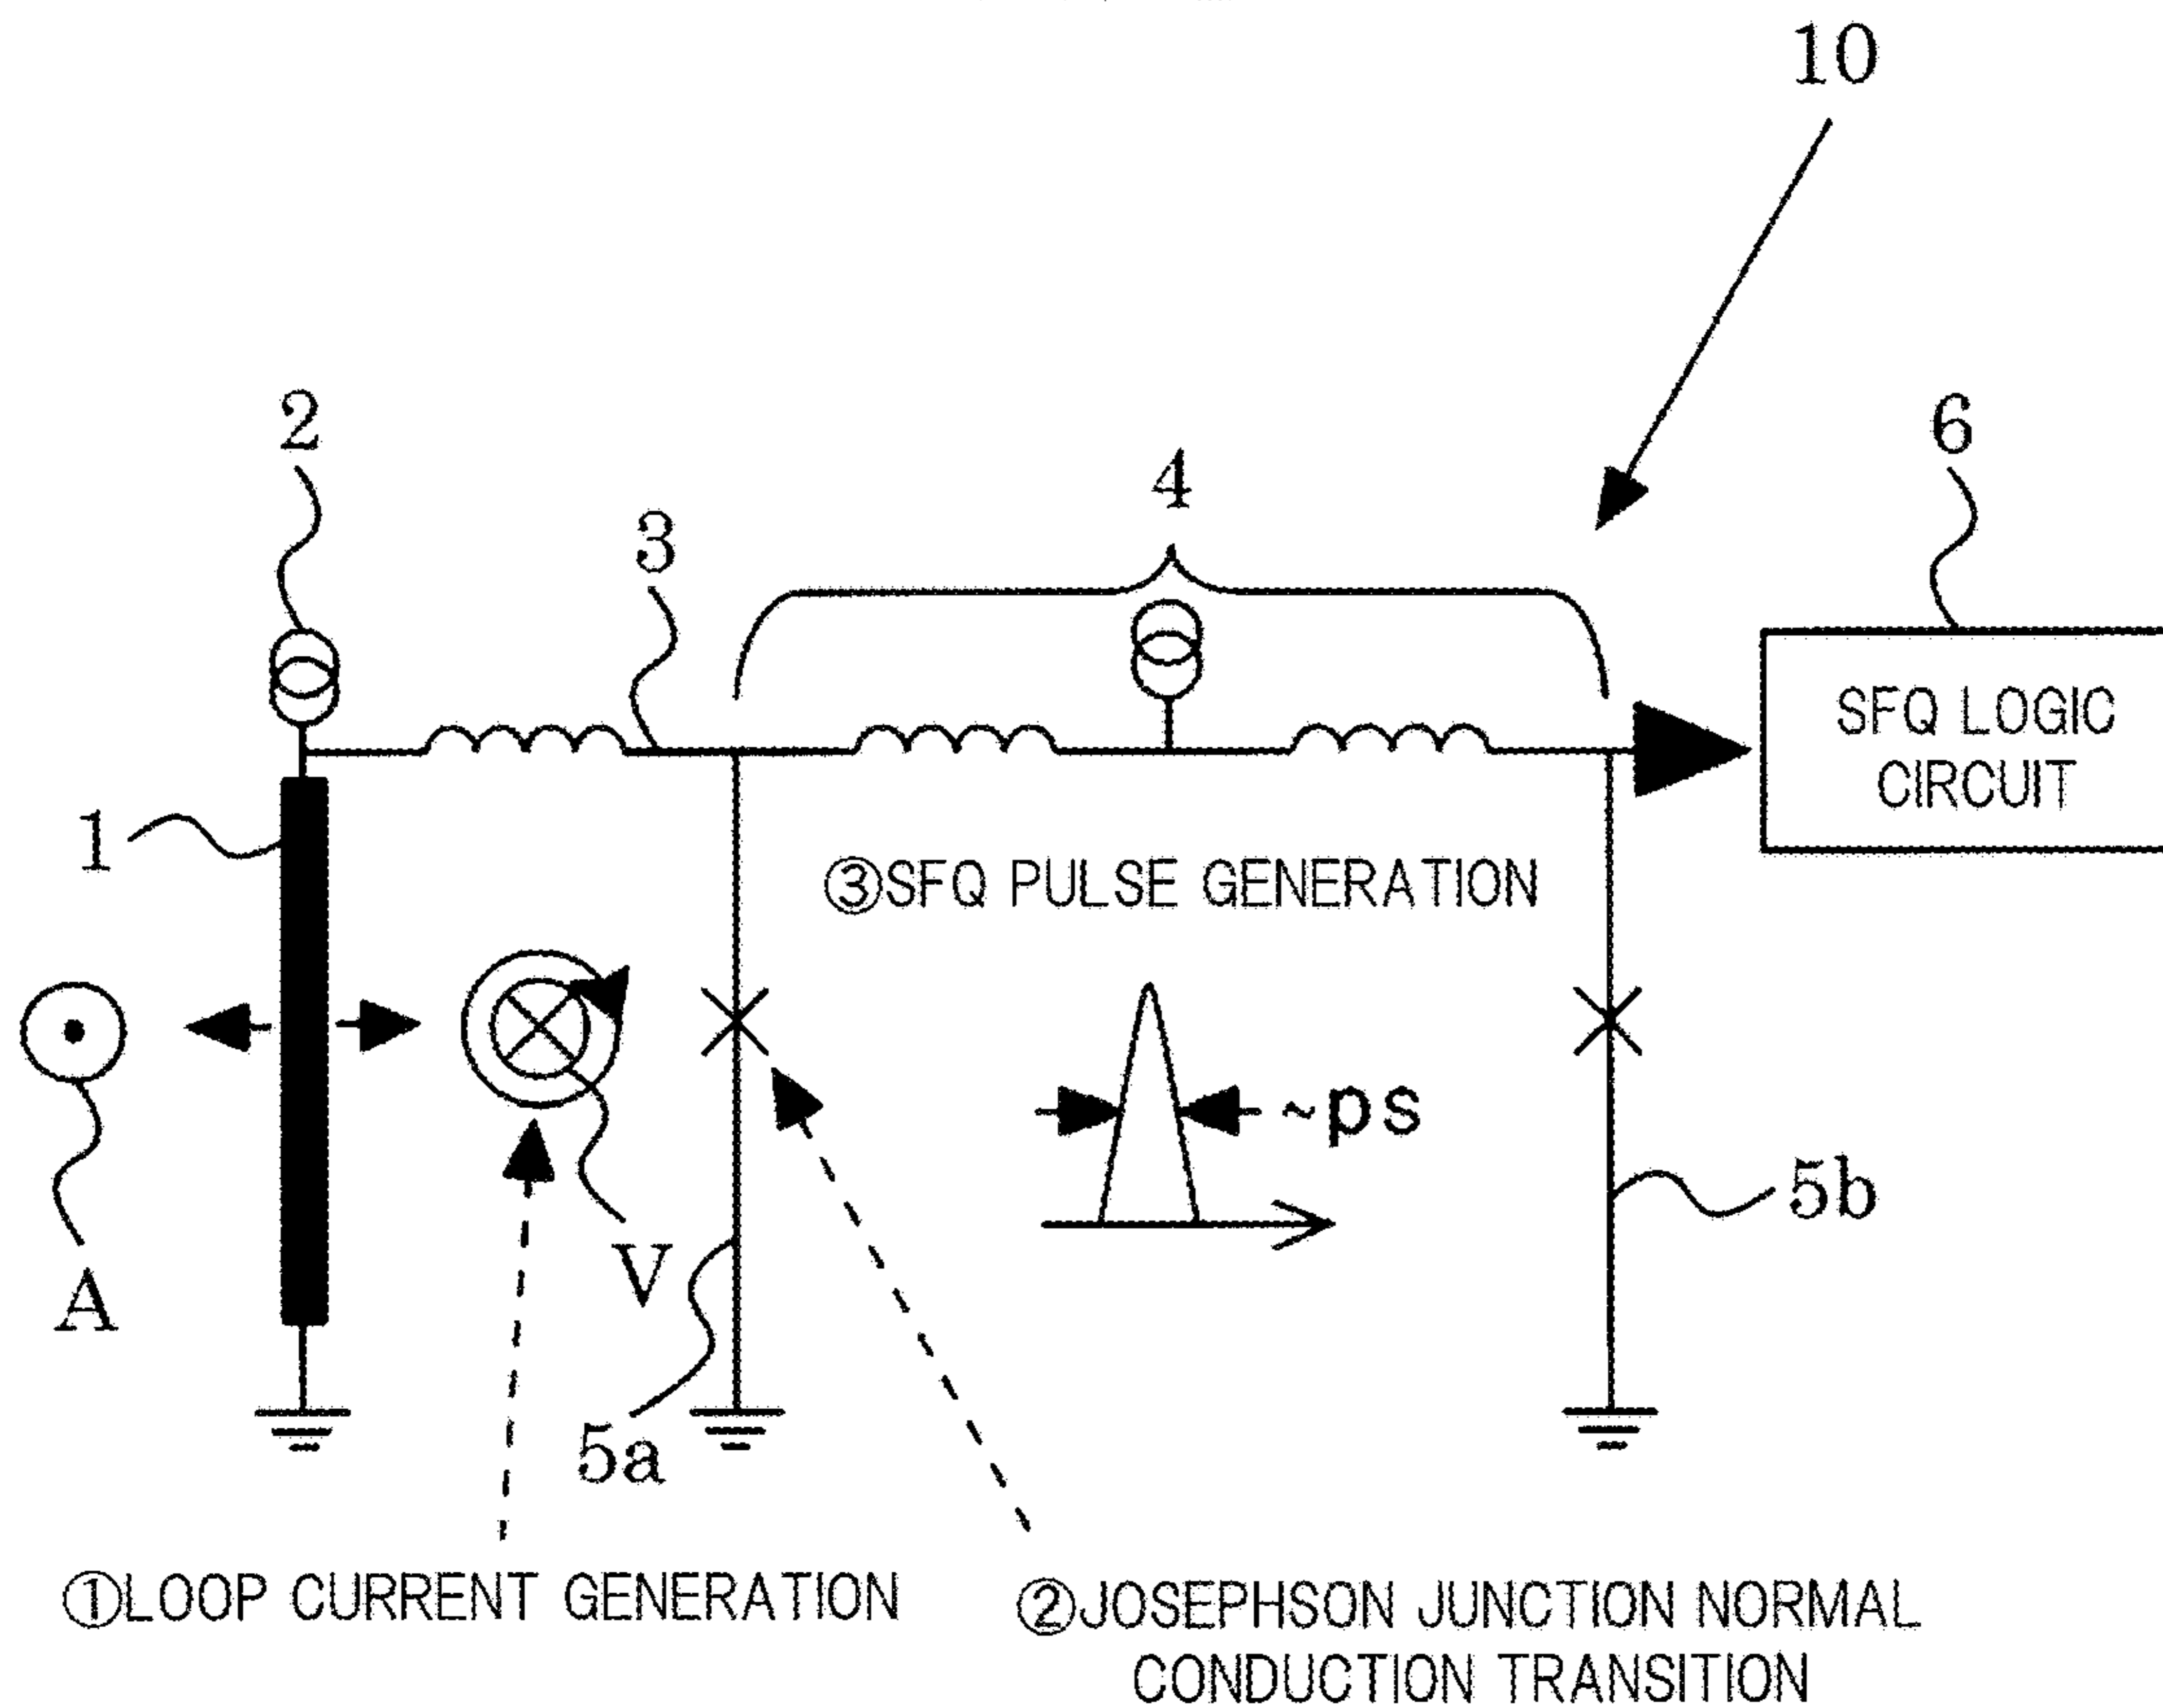 10
2
3
4
6
SFQ LOGIC
CIRCUIT
1
③SFQ PULSE GENERATION
~ps
A
V
5a
5b
①LOOP CURRENT GENERATION
②JOSEPHSON JUNCTION NORMAL
CONDUCTION TRANSITION